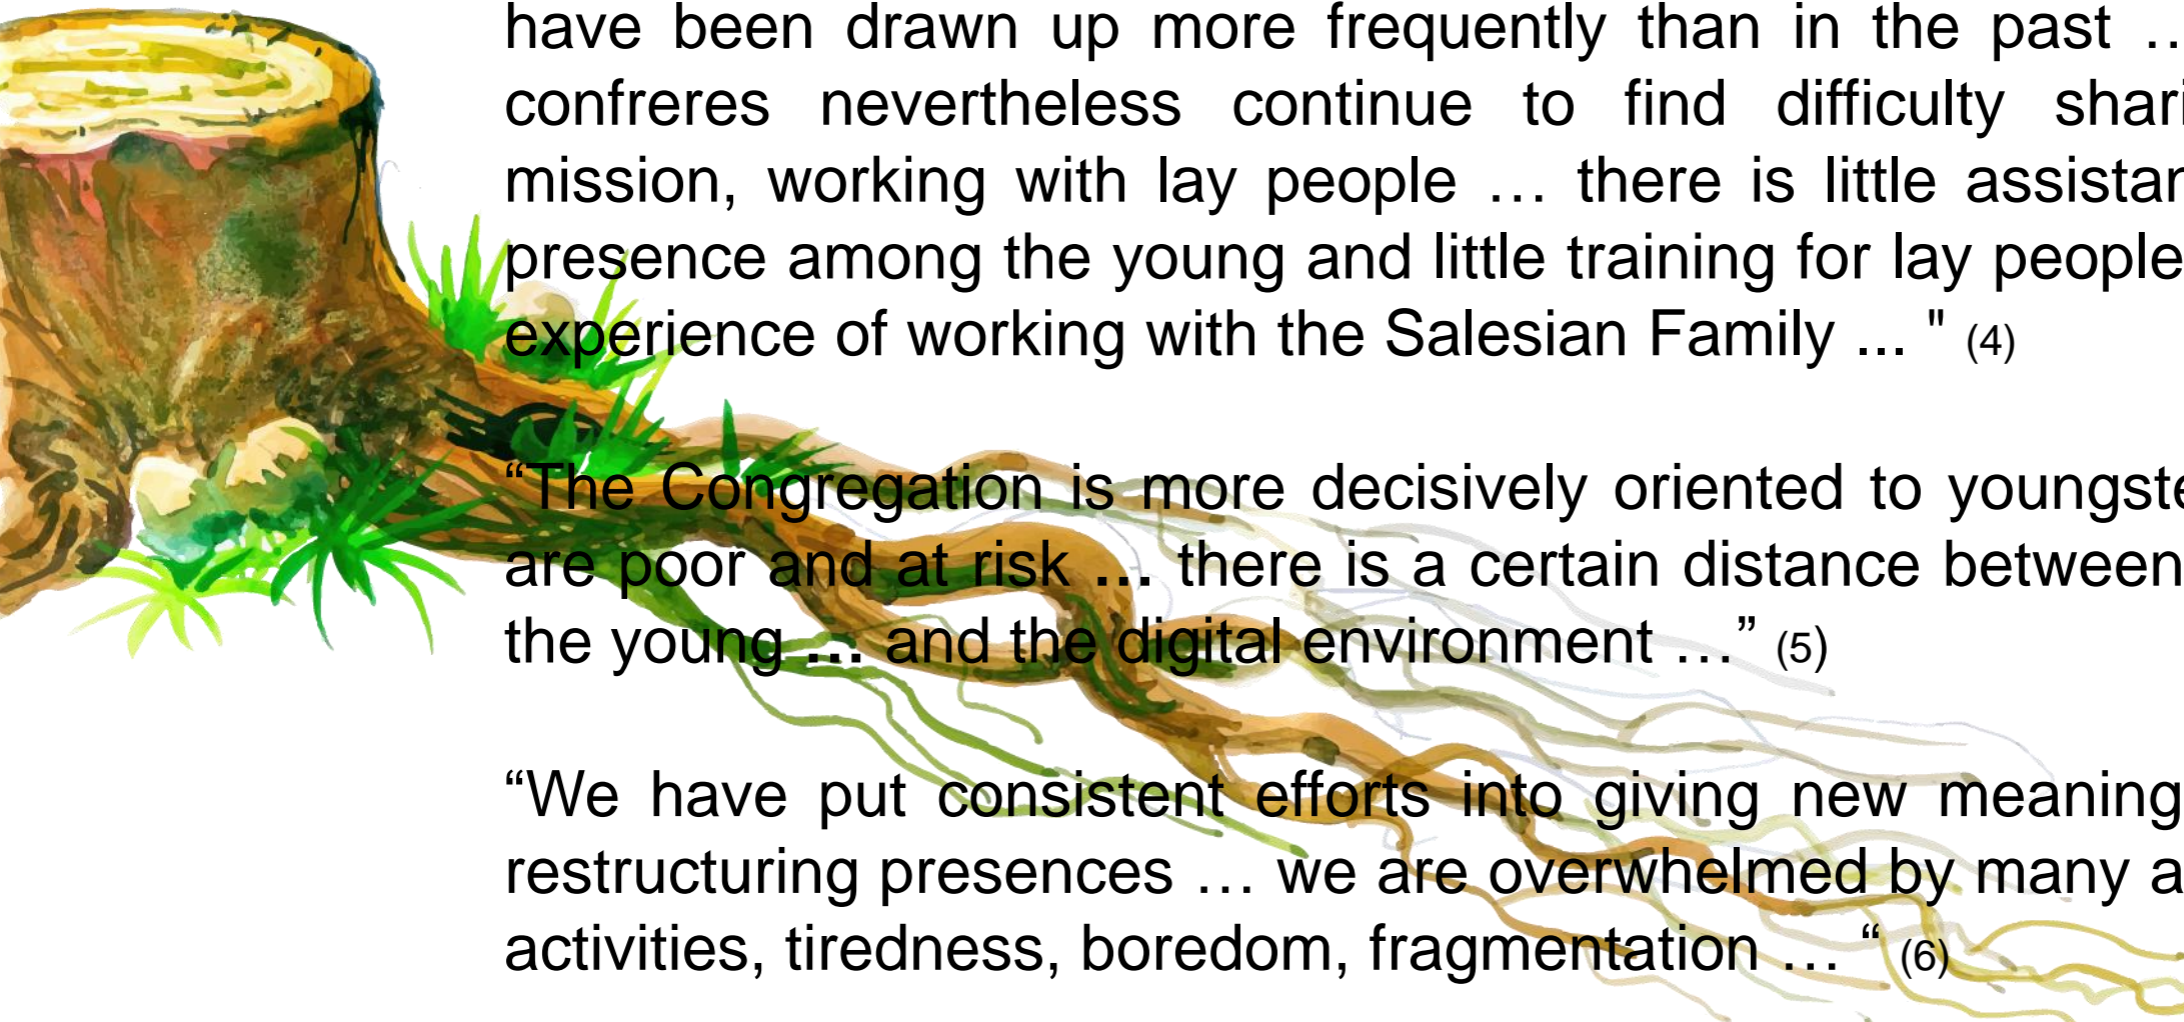 have been drawn up more frequently than in the past …
confreres nevertheless continue to find difficulty
mission, working with lay people … there is little
presence among the young and little training for lay people
experience of working with the Salesian Family ... " (4)
“The Congregation is more decisively oriented to
are poor and at risk ... there is a certain distance between
the young ... and the digital environment …” (5)
“We have put consistent efforts into giving new meaning
restructuring presences … we are overwhelmed by many
activities, tiredness, boredom, fragmentation … “ (6)